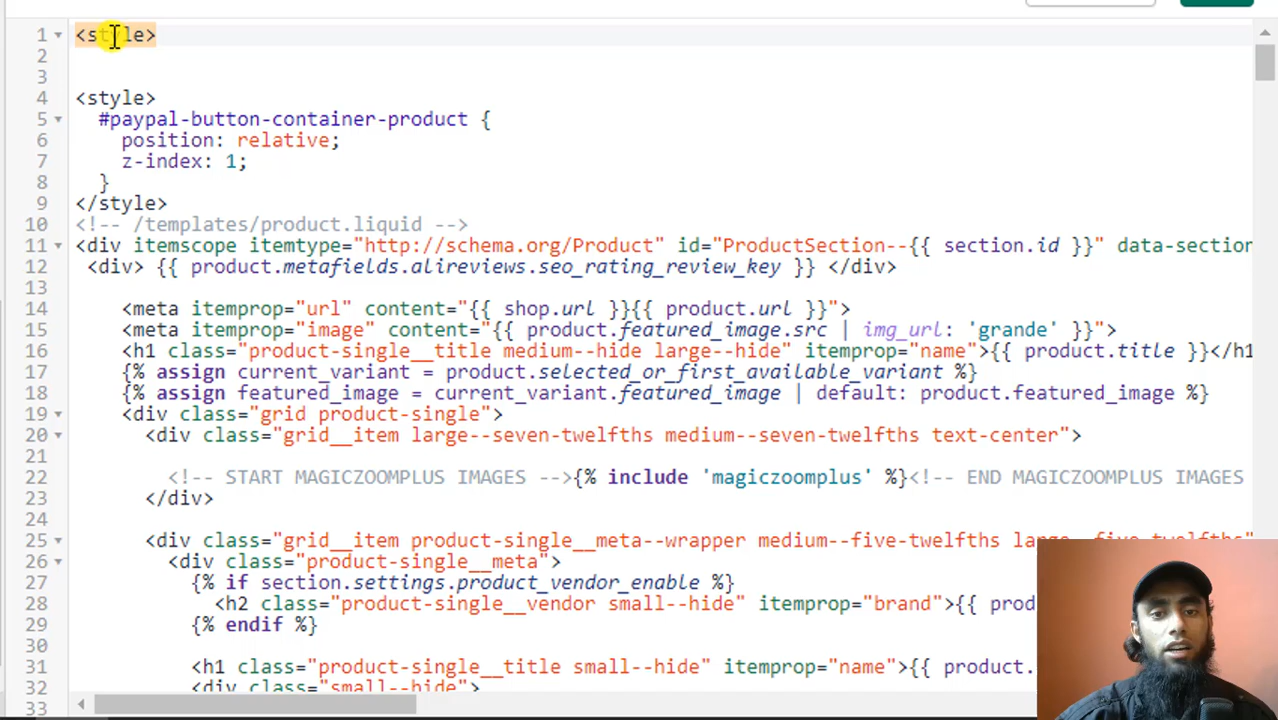 1 <style>
2
3
4 <style>
5 #paypal-button-container-product {
6 position: relative;
7 z-index: 1;
8 }
9 </style>
10 <!-- /templates/product.liquid -->
11 <div itemscope itemtype="http://schema.org/Product" id="ProductSection--{{ section.id }}" data-section
12 <div> {{ product.metafields.alireviews.seo_rating_review_key }} </div>
13
14 <meta itemprop="url" content="{{ shop.url }}{{ product.url }}">
15 <meta itemprop="image" content="{{ product.featured_image.src | img_url: 'grande' }}">
16 <h1 class="product-single__title medium--hide large--hide" itemprop="name">{{ product.title }}</h1
17 {% assign current_variant = product.selected_or_first_available_variant %}
18 {% assign featured_image = current_variant.featured_image | default: product.featured_image %}
19 <div class="grid product-single">
20 <div class="grid__item large--seven-twelfths medium--seven-twelfths text-center">
21
22 <!-- START MAGICZOOMPLUS IMAGES -->{% include 'magiczoomplus' %}<!-- END MAGICZOOMPLUS IMAGES
23 </div>
24
25 <div class="grid__item product-single__meta--wrapper medium--five-twelfths
26 <div class="product-single__meta">
27 {% if section.settings.product_vendor_enable %}
28 <h2 class="product-single__vendor small--hide" itemprop="brand">{{ prod
29 {% endif %}
30
31 <h1 class="product-single__title small--hide" itemprop="name">{{ product.
32 <div class="small--hide">
33